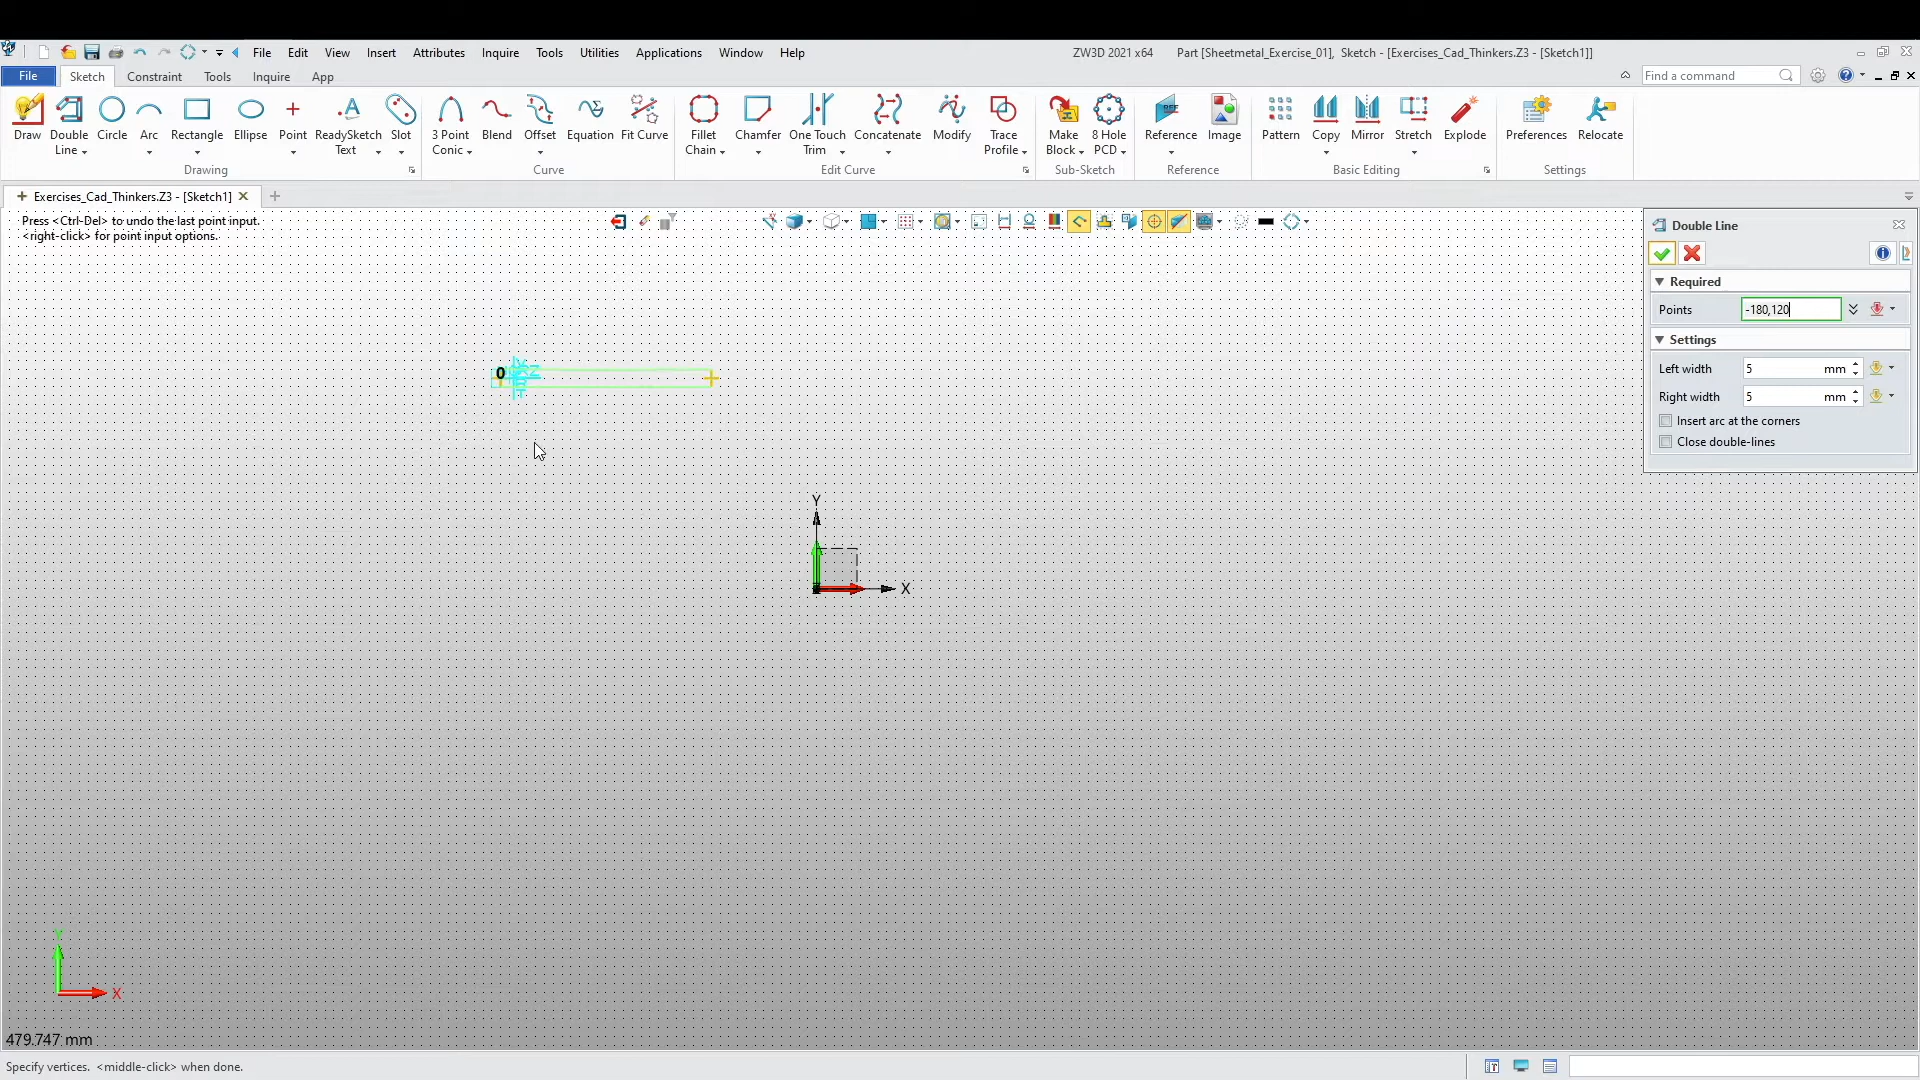 File Edit View Insert Attributes Inquire Tools Utilities Applications Window Help
ZW3D 2021 x64 Part [Sheetmetal_Exercise_01], Sketch - [Exercises_Cad_Thinkers.Z3 - [Sketch1]]
File Sketch Constraint Tools Inquire App
Find a command
Draw Double Line Circle Arc Rectangle Ellipse Point ReadySketch Text Slot
3 Point Conic Blend Offset Equation Fit Curve
Fillet Chain Chamfer One Touch Trim Concatenate Modify Trace Profile
Make Block 8 Hole PCD
REF
Reference Image
Pattern Copy Mirror Stretch Explode
Preferences Relocate
Drawing Curve Edit Curve Sub-Sketch Reference Basic Editing Settings
Exercises_Cad_Thinkers.Z3 - [Sketch1]
Press <Ctrl-Del> to undo the last point input.
<right-click> for point input options.
Double Line
Required
Points -180,120
Settings
Left width 5 mm
Right width 5 mm
Insert arc at the corners
Close double-lines
0
Y
X
Y
X
479.747 mm
Specify vertices. <middle-click> when done.